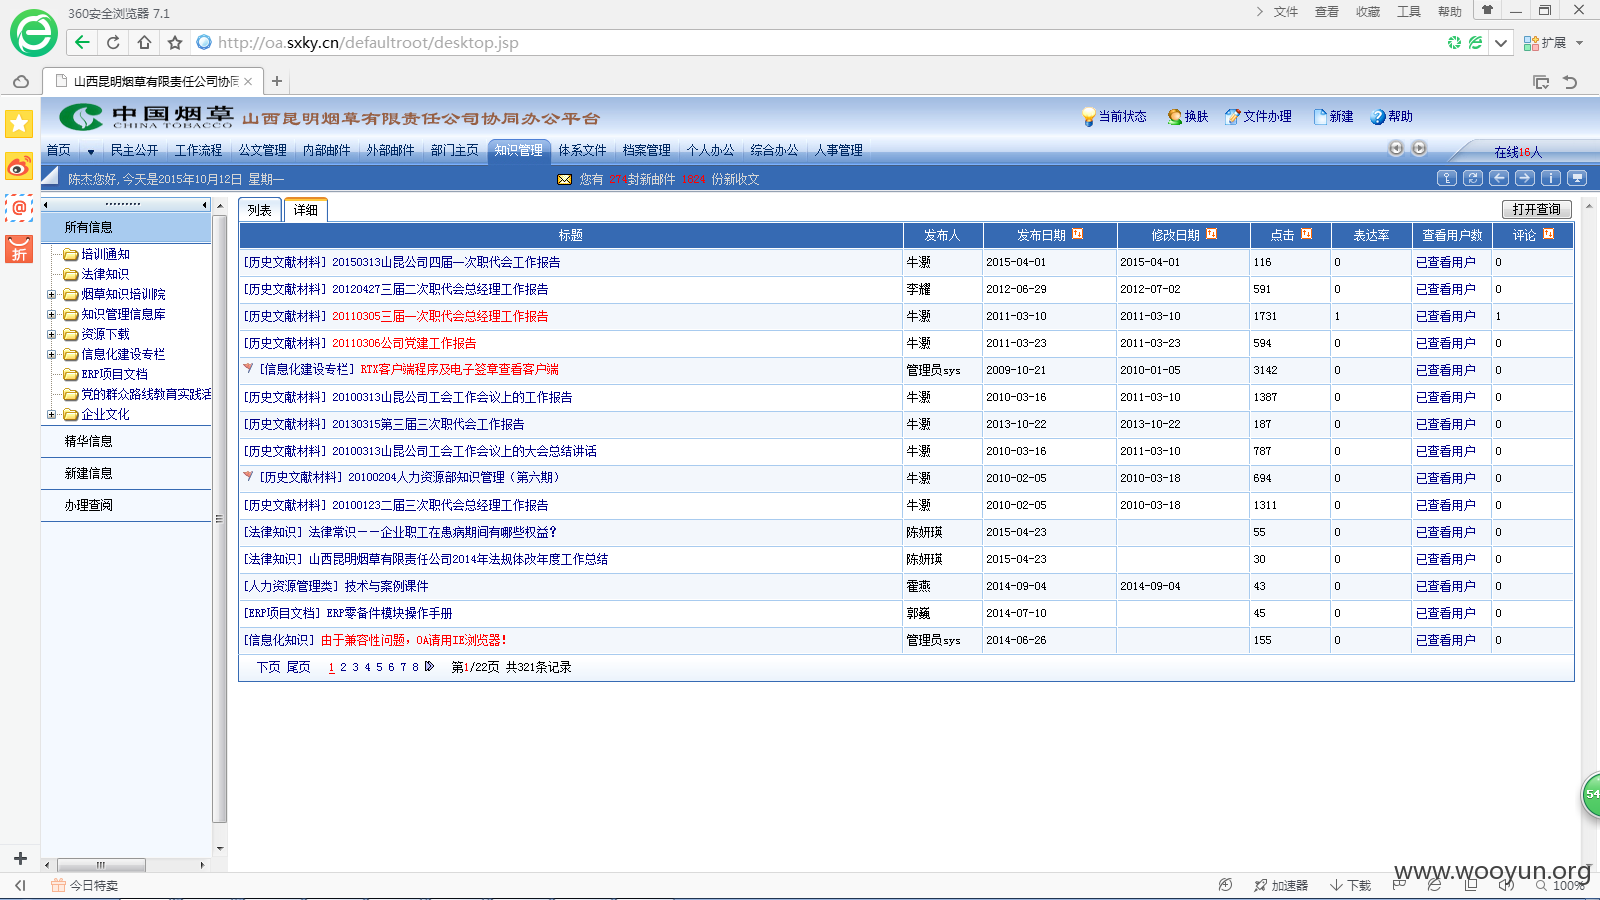 360安全浏览器 7.1
文件 查看 收藏 工具 帮助
http://oa.sxky.cn/defaultroot/desktop.jsp
扩展
山西昆明烟草有限责任公司协同
中国烟草
CHINA TOBACCO
山西昆明烟草有限责任公司协同办公平台
当前状态 换肤 文件办理 新建 帮助
首页 民主公开 工作流程 公文管理 内部邮件 外部邮件 部门主页 知识管理 体系文件 档案管理 个人办公 综合办公 人事管理
在线16人
陈杰您好,今天是2015年10月12日 星期一
您有 274封新邮件 1824 份新收文
所有信息
培训通知
法律知识
烟草知识培训院
知识管理信息库
资源下载
信息化建设专栏
ERP项目文档
党的群众路线教育实践活
企业文化
精华信息
新建信息
办理查阅
列表 详细
打开查询
标题 发布人 发布日期 修改日期 点击 表达率 查看用户数 评论
[历史文献材料] 20150313山昆公司四届一次职代会工作报告 牛灏 2015-04-01 2015-04-01 116 0 已查看用户 0
[历史文献材料] 20120427三届二次职代会总经理工作报告 李耀 2012-06-29 2012-07-02 591 0 已查看用户 0
[历史文献材料] 20110305三届一次职代会总经理工作报告 牛灏 2011-03-10 2011-03-10 1731 1 已查看用户 1
[历史文献材料] 20110306公司党建工作报告 牛灏 2011-03-23 2011-03-23 594 0 已查看用户 0
[信息化建设专栏] RTX客户端程序及电子签章查看客户端 管理员sys 2009-10-21 2010-01-05 3142 0 已查看用户 0
[历史文献材料] 20100313山昆公司工会工作会议上的工作报告 牛灏 2010-03-16 2011-03-10 1387 0 已查看用户 0
[历史文献材料] 20130315第三届三次职代会工作报告 牛灏 2013-10-22 2013-10-22 187 0 已查看用户 0
[历史文献材料] 20100313山昆公司工会工作会议上的大会总结讲话 牛灏 2010-03-16 2011-03-10 787 0 已查看用户 0
[历史文献材料] 20100204人力资源部知识管理（第六期） 牛灏 2010-02-05 2010-03-18 694 0 已查看用户 0
[历史文献材料] 20100123二届三次职代会总经理工作报告 牛灏 2010-02-05 2010-03-18 1311 0 已查看用户 0
[法律知识] 法律常识——企业职工在患病期间有哪些权益？ 陈妍瑛 2015-04-23 55 0 已查看用户 0
[法律知识] 山西昆明烟草有限责任公司2014年法规体改年度工作总结 陈妍瑛 2015-04-23 30 0 已查看用户 0
[人力资源管理类] 技术与案例课件 霍燕 2014-09-04 2014-09-04 43 0 已查看用户 0
[ERP项目文档] ERP零备件模块操作手册 郭巍 2014-07-10 45 0 已查看用户 0
[信息化知识] 由于兼容性问题，OA请用IE浏览器！ 管理员sys 2014-06-26 155 0 已查看用户 0
下页 尾页 1 2 3 4 5 6 7 8 第1/22页 共321条记录
54
www.wooyun.org
今日特卖
加速器 下载 100%